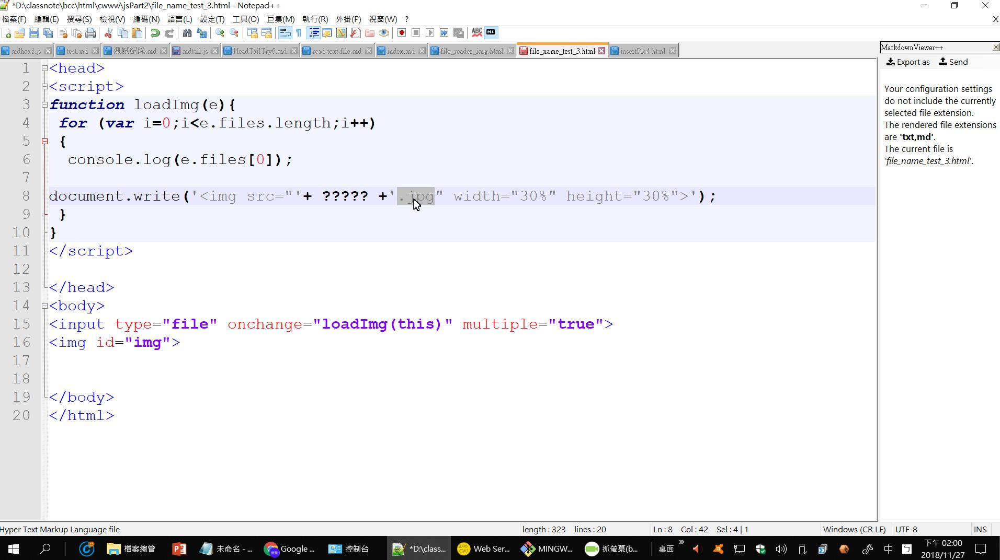 *D:\classnote\bcc\html\cwww\jsPart2\file_name_test_3.html - Notepad++
檔案(F) 編輯(E) 搜尋(S) 檢視(V) 編碼(N) 語言(L) 設定(T) 工具(O) 巨集(M) 執行(R) 外掛(P) 視窗(W) ? X
mdhead.js test.md 測試紀錄.md mdtail.js HeadTailTry6.md read text file.md index.md file_reader_img.html file_name_test_3.html insertPic4.html
1 <head>
2 <script>
3 function loadImg(e){
4 for (var i=0;i<e.files.length;i++)
5 {
6 console.log(e.files[0]);
7
8 document.write('<img src="'+ ????? +'.jpg" width="30%" height="30%">');
9 }
10 }
11 </script>
12
13 </head>
14 <body>
15 <input type="file" onchange="loadImg(this)" multiple="true">
16 <img id="img">
17
18
19 </body>
20 </html>
MarkdownViewer++
Export as Send
Your configuration settings
do not include the currently
selected file extension.
The rendered file extensions
are 'txt,md'.
The current file is
'file_name_test_3.html'.
Hyper Text Markup Language file length : 323 lines : 20 Ln : 8 Col : 42 Sel : 4 | 1 Windows (CR LF) UTF-8 INS
檔案總管 未命名 - ... Google ... 控制台 *D:\class... Web Ser... MINGW... 抓螢幕(b... 桌面 » 中 ㄅ
下午 02:00
2018/11/27